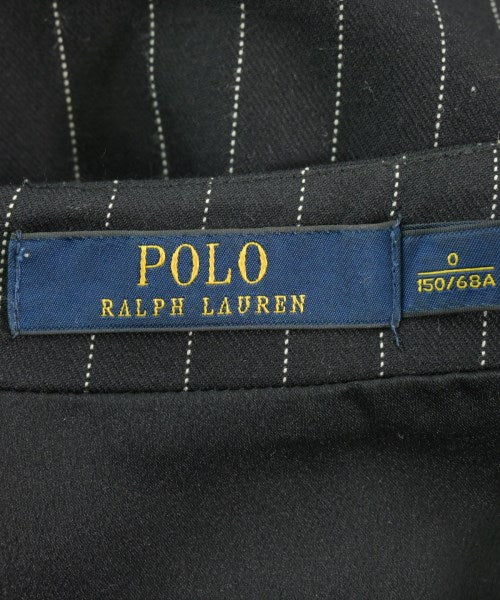 POLO
RALPH LAUREN
0
150/68A